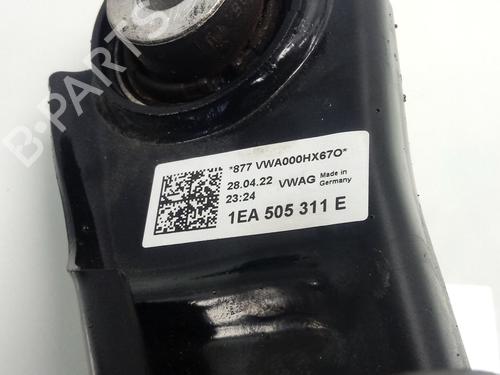 *877 VWA000HX67O*
28.04.22 VWAG Made in Germany
23:24
1EA 505 311 E
B-PARTS